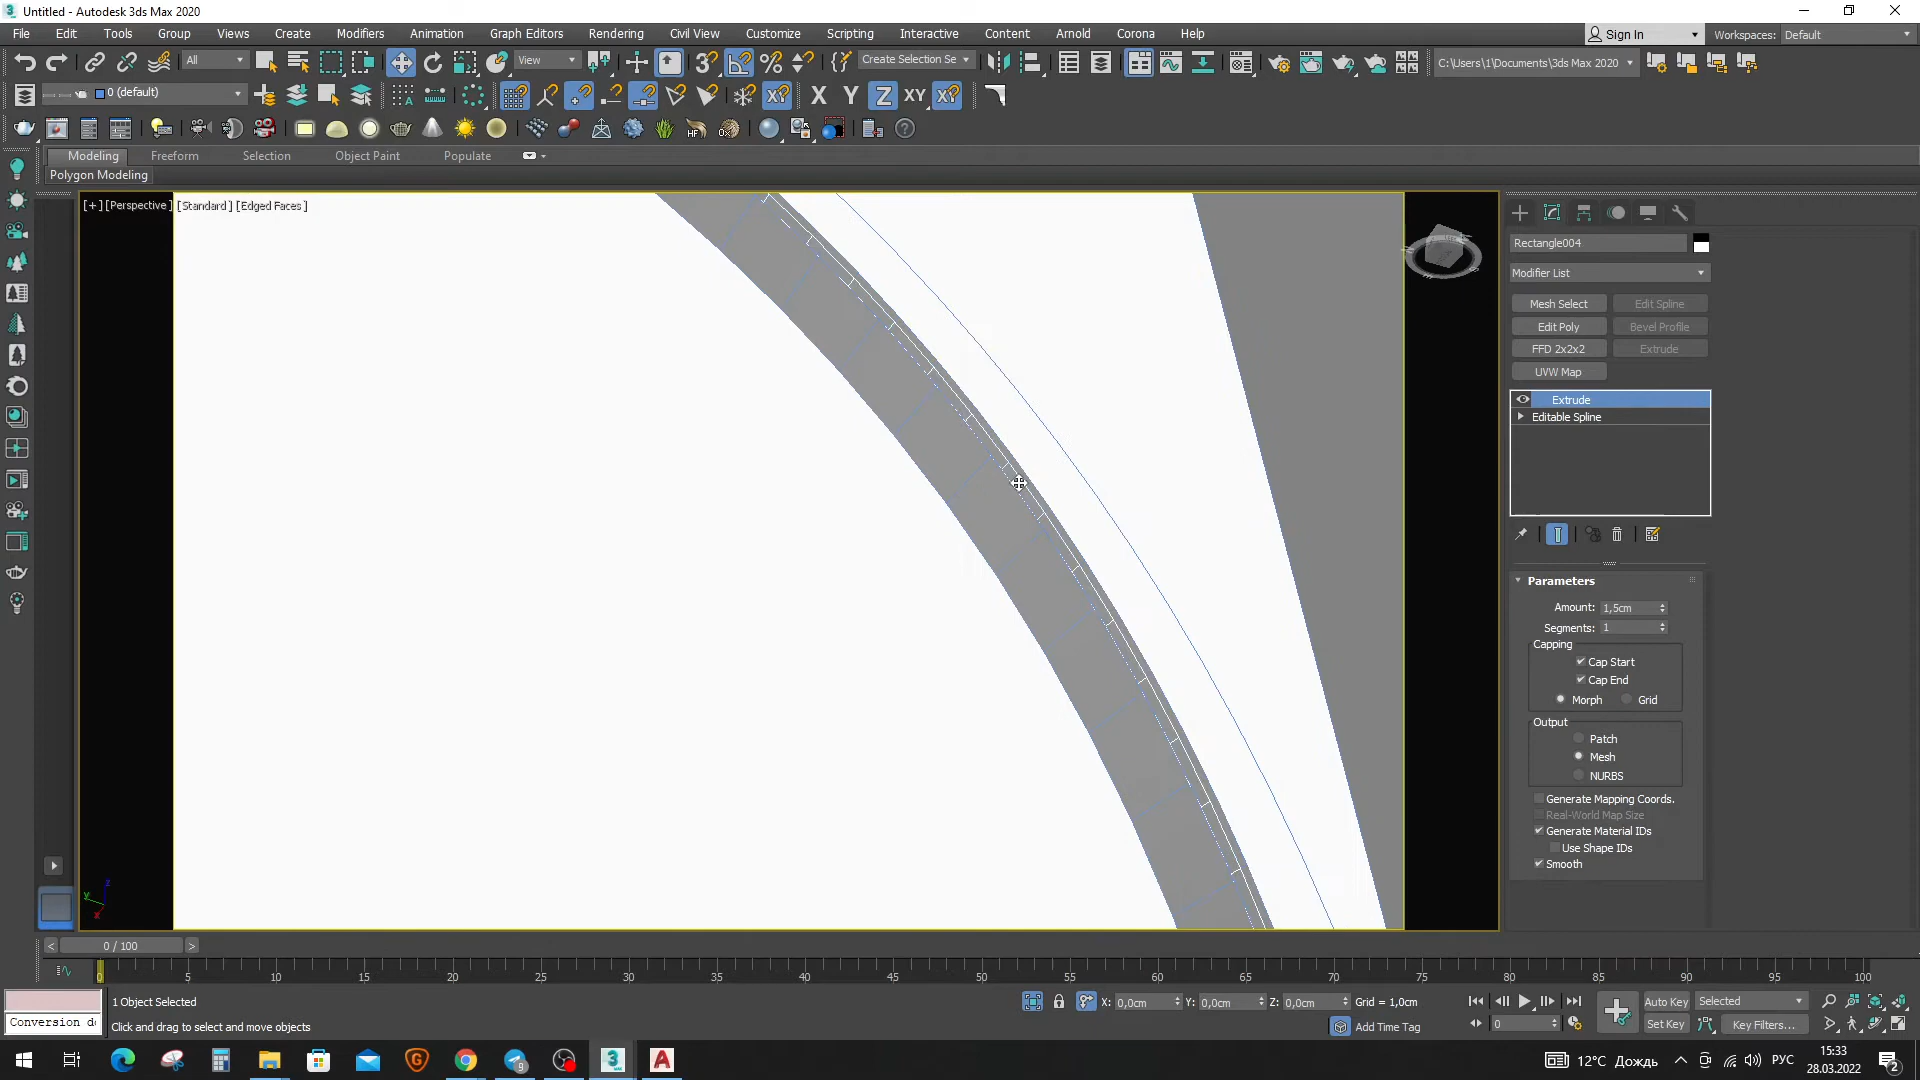 Untitled - Autodesk 3ds Max 2020
File Edit Tools Group Views Create Modifiers Animation Graph Editors Rendering Civil View Customize Scripting Interactive Content Arnold Corona Help
Sign In Workspaces: Default
All View Create Selection Se C:\Users\1\Documents\3ds Max 2020
0 (default) X Y Z XY XY
Modeling Freeform Selection Object Paint Populate
Polygon Modeling
[+] [Perspective ] [Standard ] [Edged Faces ]
Rectangle004
Modifier List
Mesh Select Edit Spline
Edit Poly Bevel Profile
FFD 2x2x2 Extrude
UVW Map
Extrude
Editable Spline
Parameters
Amount: 1,5cm
Segments: 1
Capping
Cap Start
Cap End
Morph Grid
Output
Patch
Mesh
NURBS
Generate Mapping Coords.
Real-World Map Size
Generate Material IDs
Use Shape IDs
Smooth
z
y
x
< 0 / 100 >
0 5 10 15 20 25 30 35 40 45 50 55 60 65 70 75 80 85 90 95 100
1 Object Selected X: 0,0cm Y: 0,0cm Z: 0,0cm Grid = 1,0cm Auto Key Selected
Conversion d
Click and drag to select and move objects Add Time Tag 0 Set Key Key Filters...
12°C Дождь РУС 15:33
28.03.2022 2